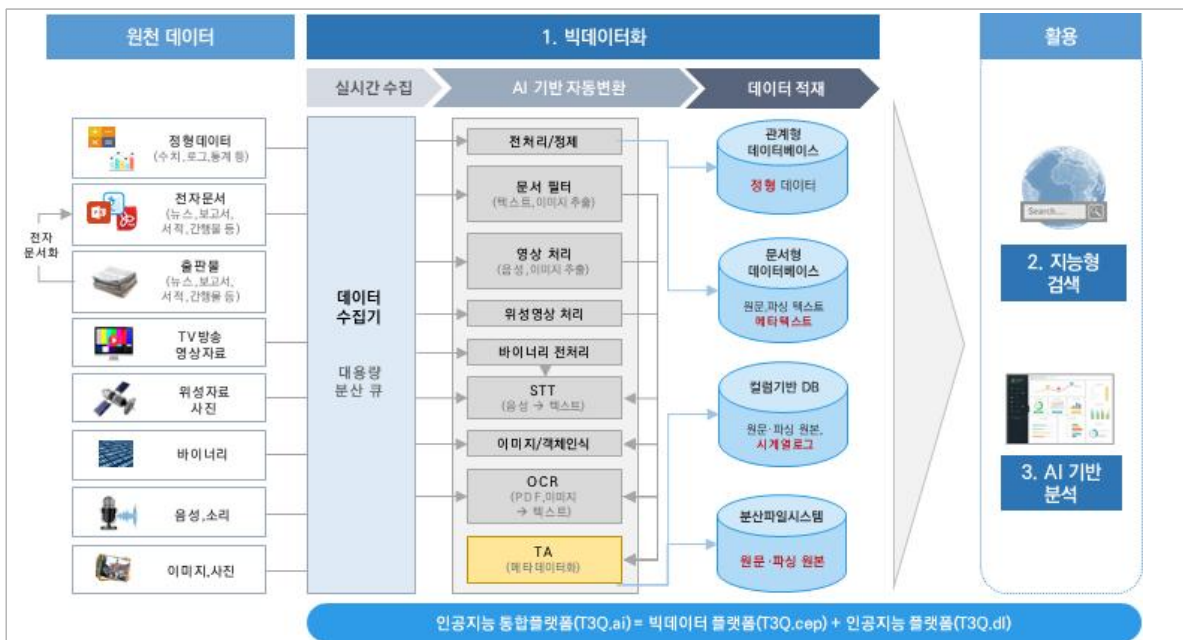 원천 데이터
1. 빅데이터화
활용
실시간 수집
AI 기반 자동변환
데이터 적재
정형데이터
(수치,로그,통계 등)
전자문서
(뉴스,보고서,
서적,간행물 등)
전자
문서화
출판물
(뉴스,보고서,
서적,간행물 등)
TV방송
영상자료
위성자료
사진
바이너리
음성,소리
이미지,사진
데이터
수집기
대용량
분산 큐
전처리/정제
문서 필터
(텍스트,이미지 추출)
영상 처리
(음성,이미지 추출)
위성영상 처리
바이너리 전처리
STT
(음성 → 텍스트)
이미지/객체인식
OCR
(PDF,이미지
→ 텍스트)
TA
(메타데이터화)
관계형
데이터베이스
정형 데이터
문서형
데이터베이스
원문,파싱 텍스트
메타텍스트
컬럼기반 DB
원문·파싱 원본,
시계열로그
분산파일시스템
원문·파싱 원본
Search....
2. 지능형
검색
3. AI 기반
분석
인공지능 통합플랫폼(T3Q.ai) = 빅데이터 플랫폼(T3Q.cep) + 인공지능 플랫폼(T3Q.dl)